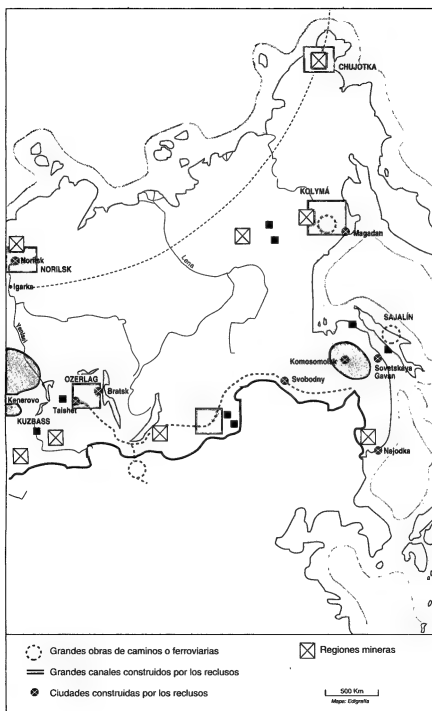 CHUJOTKA
KOLYMÁ
Magadan
Lena
Norilsk
NORILSK
Igarka
Yenisei
SAJALÍN
Komosomolsk
Sovetskaya
Gavan
Svobodny
OZERLAG
Bratsk
Taishet
Kemerovo
KUZBASS
Najodka
Grandes obras de caminos o ferroviarias
Regiones mineras
Grandes canales construidos por los reclusos
Ciudades construidas por los reclusos
500 Km
Mapa: Edigrafia